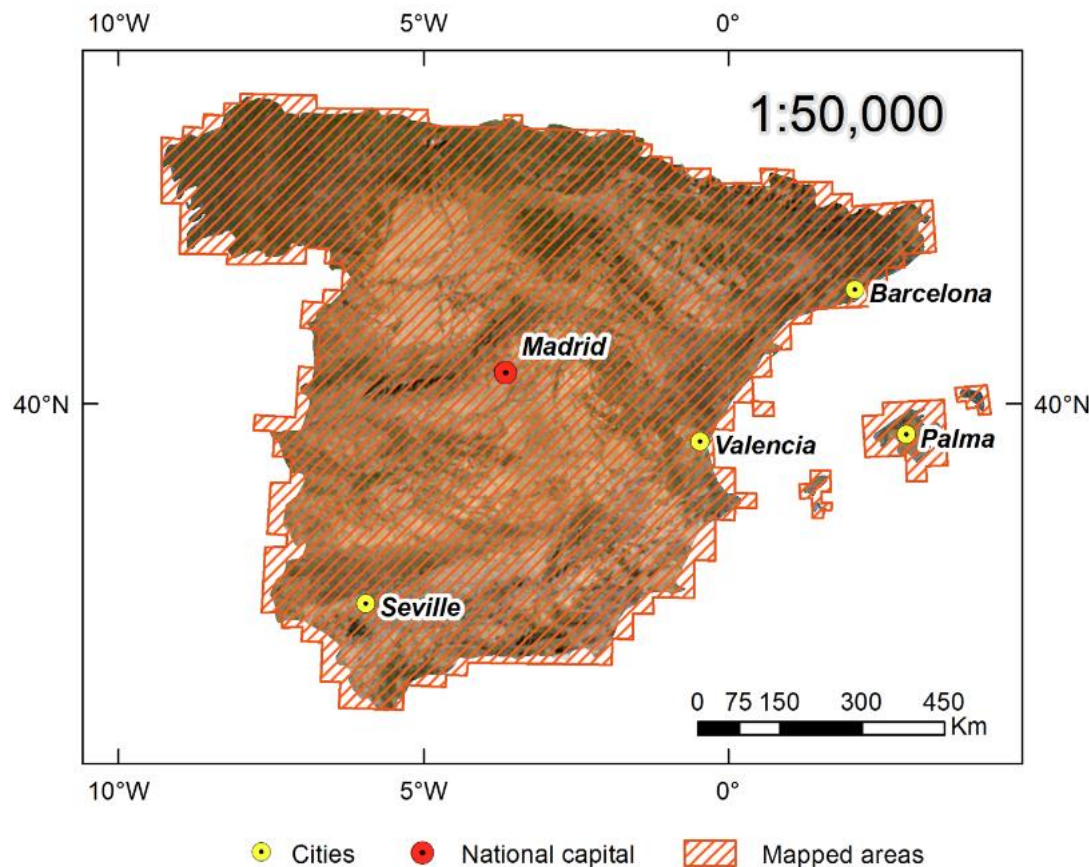 10°W 5°W 0°
1:50,000
Barcelona
Madrid
40°N 40°N
Valencia Palma
Seville
0 75 150 300 450
Km
10°W 5°W 0°
Cities National capital Mapped areas